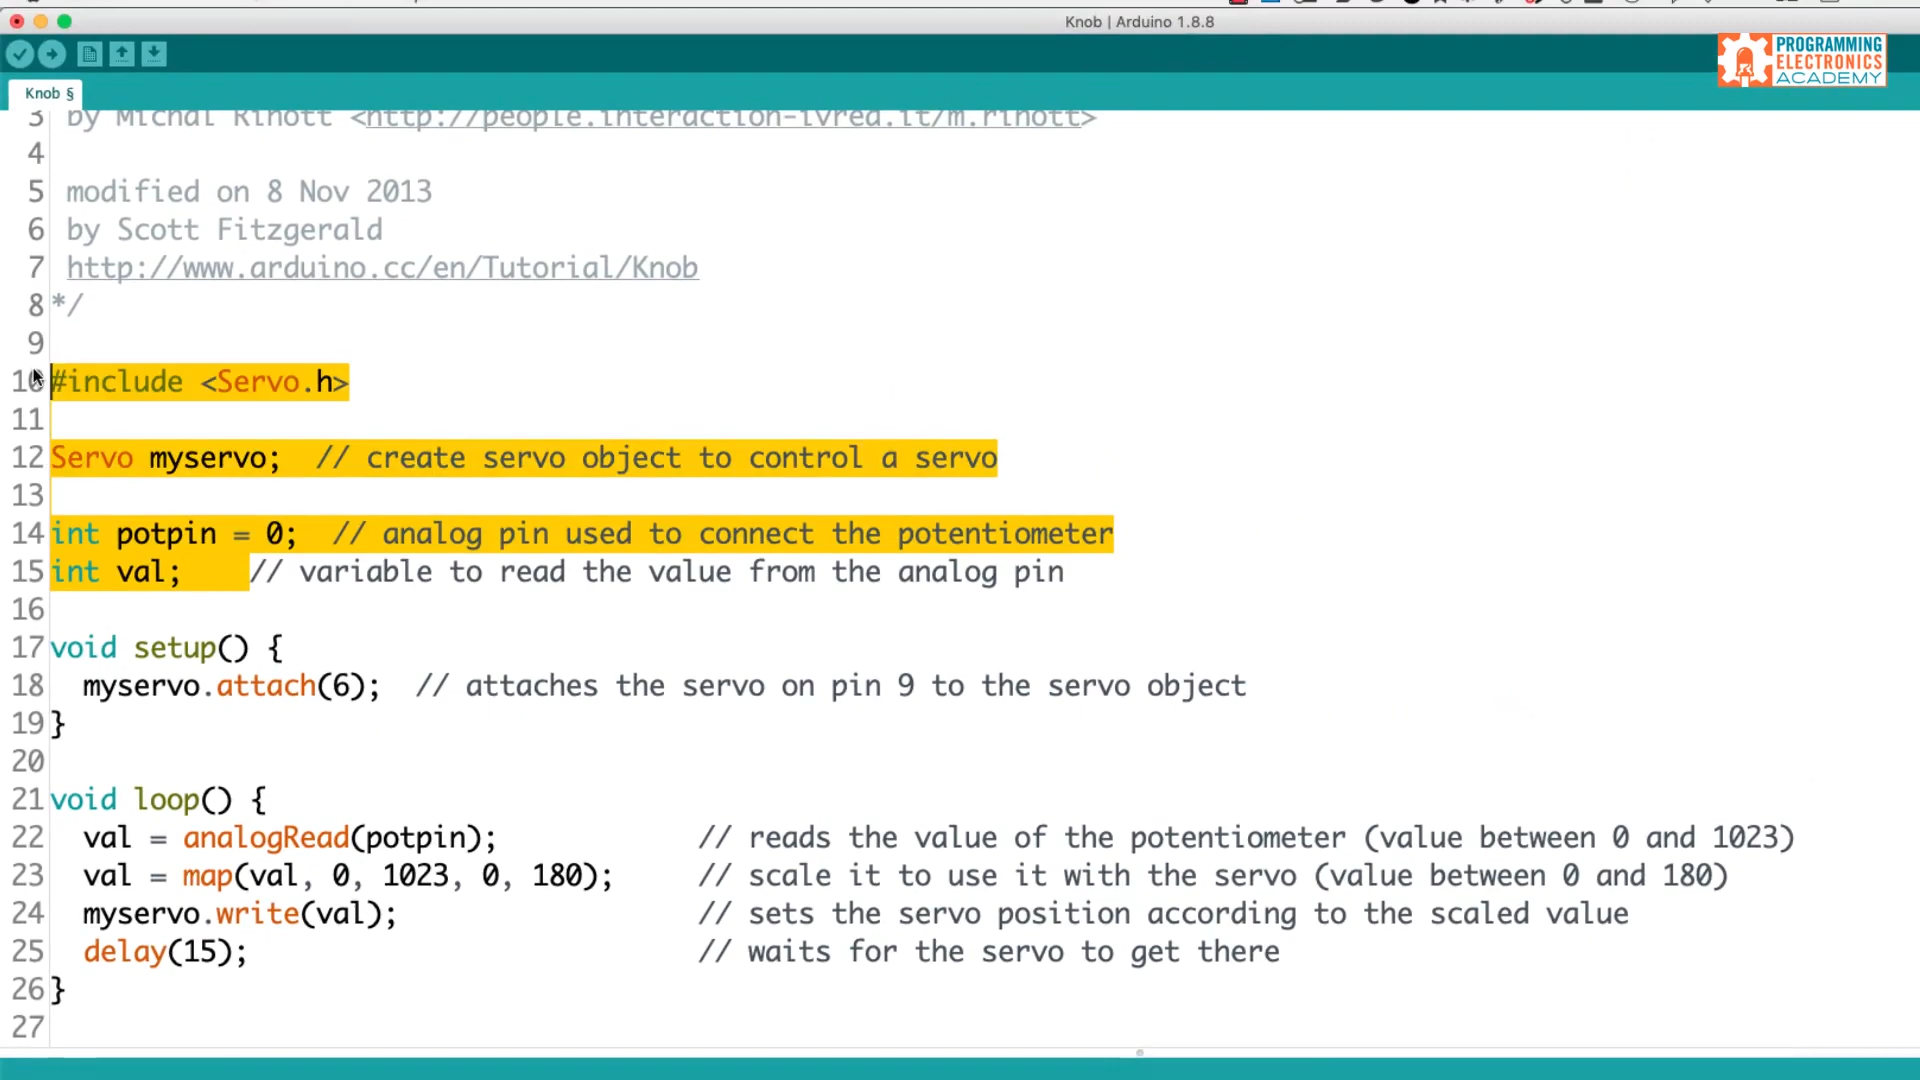 Knob | Arduino 1.8.8
PROGRAMMING
ELECTRONICS
ACADEMY
Knob §
3 by Michal Rinott <http://people.interaction-ivrea.it/m.rinott>
4
5 modified on 8 Nov 2013
6 by Scott Fitzgerald
7 http://www.arduino.cc/en/Tutorial/Knob
8 */
9
10 #include <Servo.h>
11
12 Servo myservo;  // create servo object to control a servo
13
14 int potpin = 0;  // analog pin used to connect the potentiometer
15 int val;    // variable to read the value from the analog pin
16
17 void setup() {
18   myservo.attach(6);  // attaches the servo on pin 9 to the servo object
19 }
20
21 void loop() {
22   val = analogRead(potpin);            // reads the value of the potentiometer (value between 0 and 1023)
23   val = map(val, 0, 1023, 0, 180);     // scale it to use it with the servo (value between 0 and 180)
24   myservo.write(val);                  // sets the servo position according to the scaled value
25   delay(15);                           // waits for the servo to get there
26 }
27